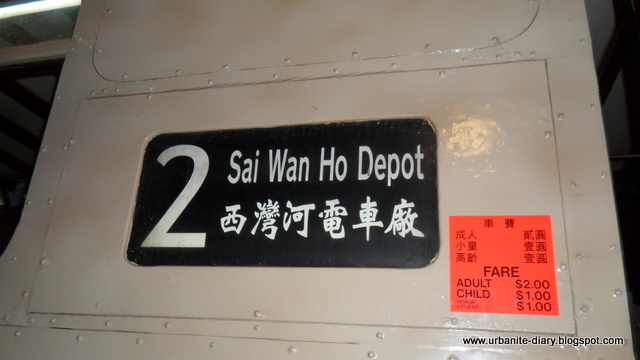 2
Sai Wan Ho Depot
西灣河電車廠
車費
成人 貳圓
小童 壹圓
高齡 壹圓
FARE
ADULT $2.00
CHILD $1.00
SENIOR CITIZENS $1.00
www.urbanite-diary.blogspot.com